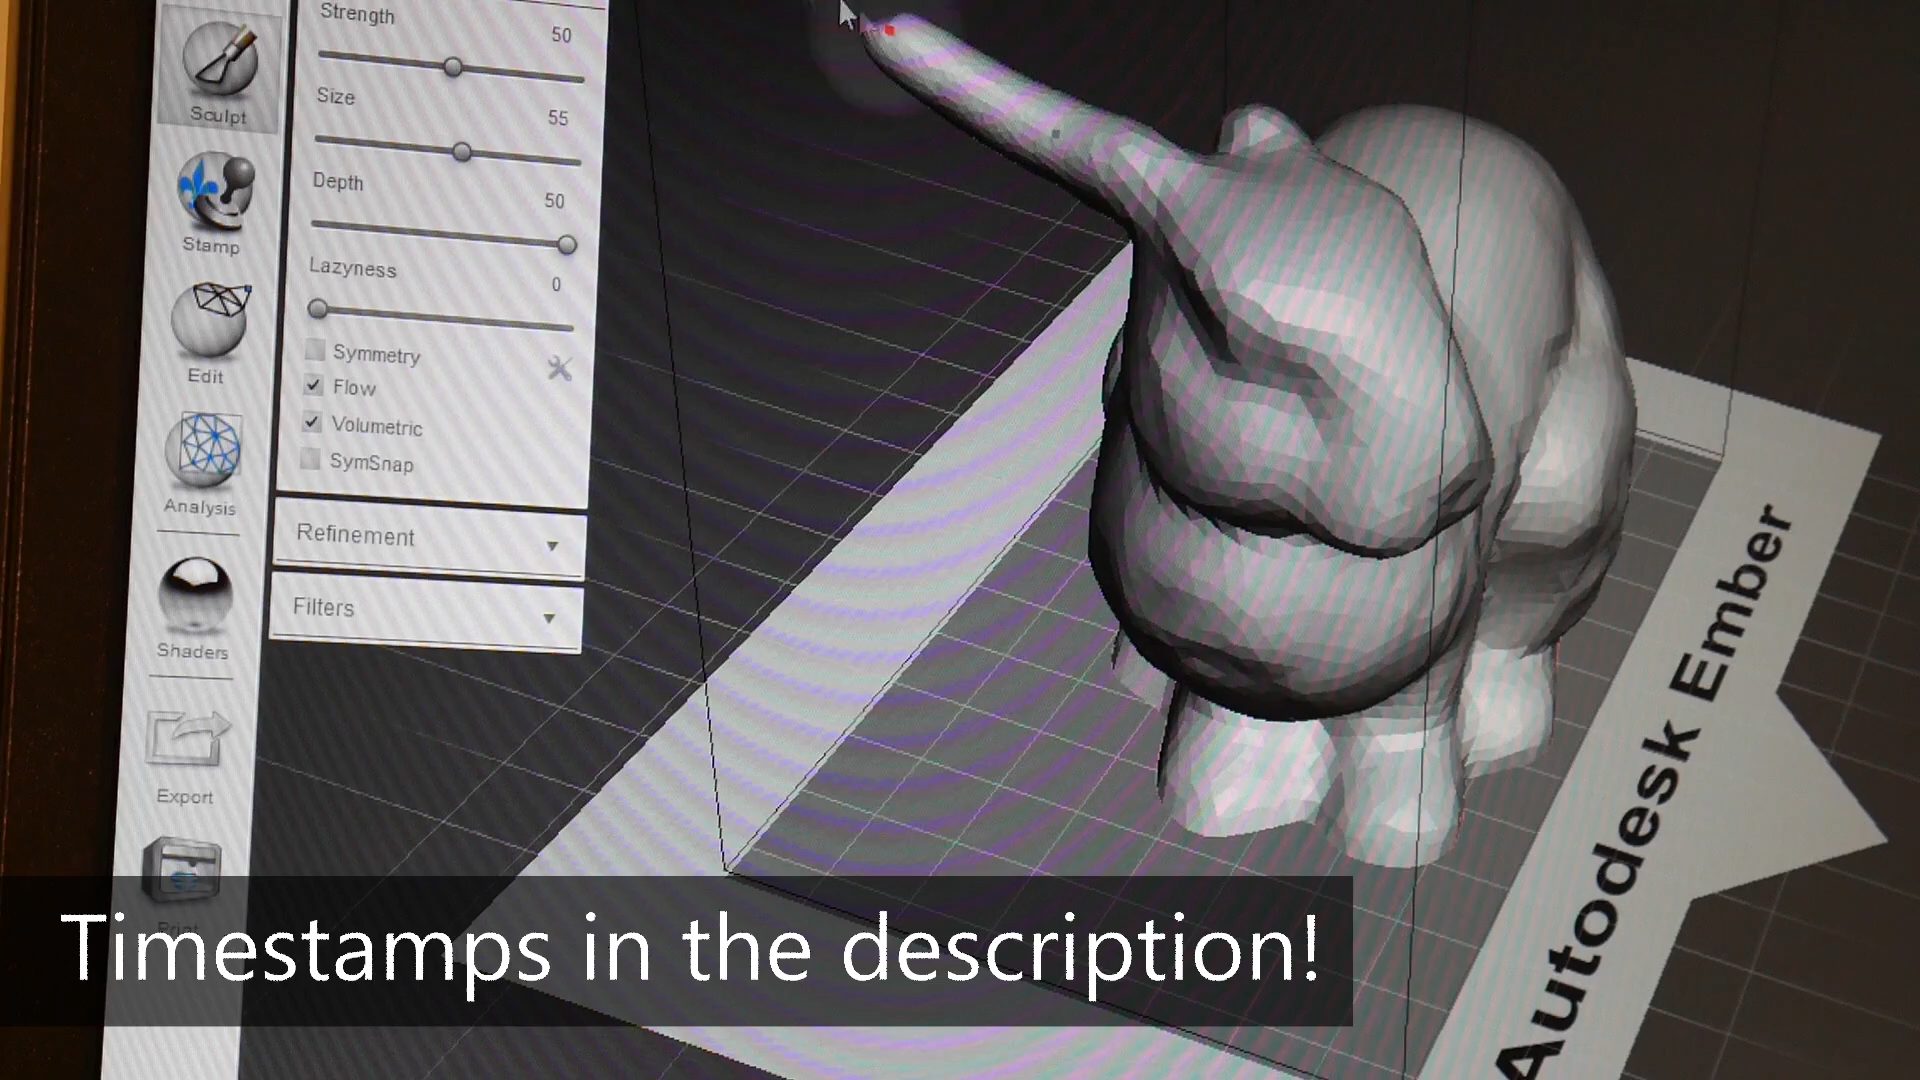 Sculpt
Stamp
Edit
Analysis
Shaders
Export
Print
Strength
50
Size
55
Depth
50
Lazyness
0
Symmetry
Flow
Volumetric
SymSnap
Refinement
Filters
Autodesk Ember
Timestamps in the description!